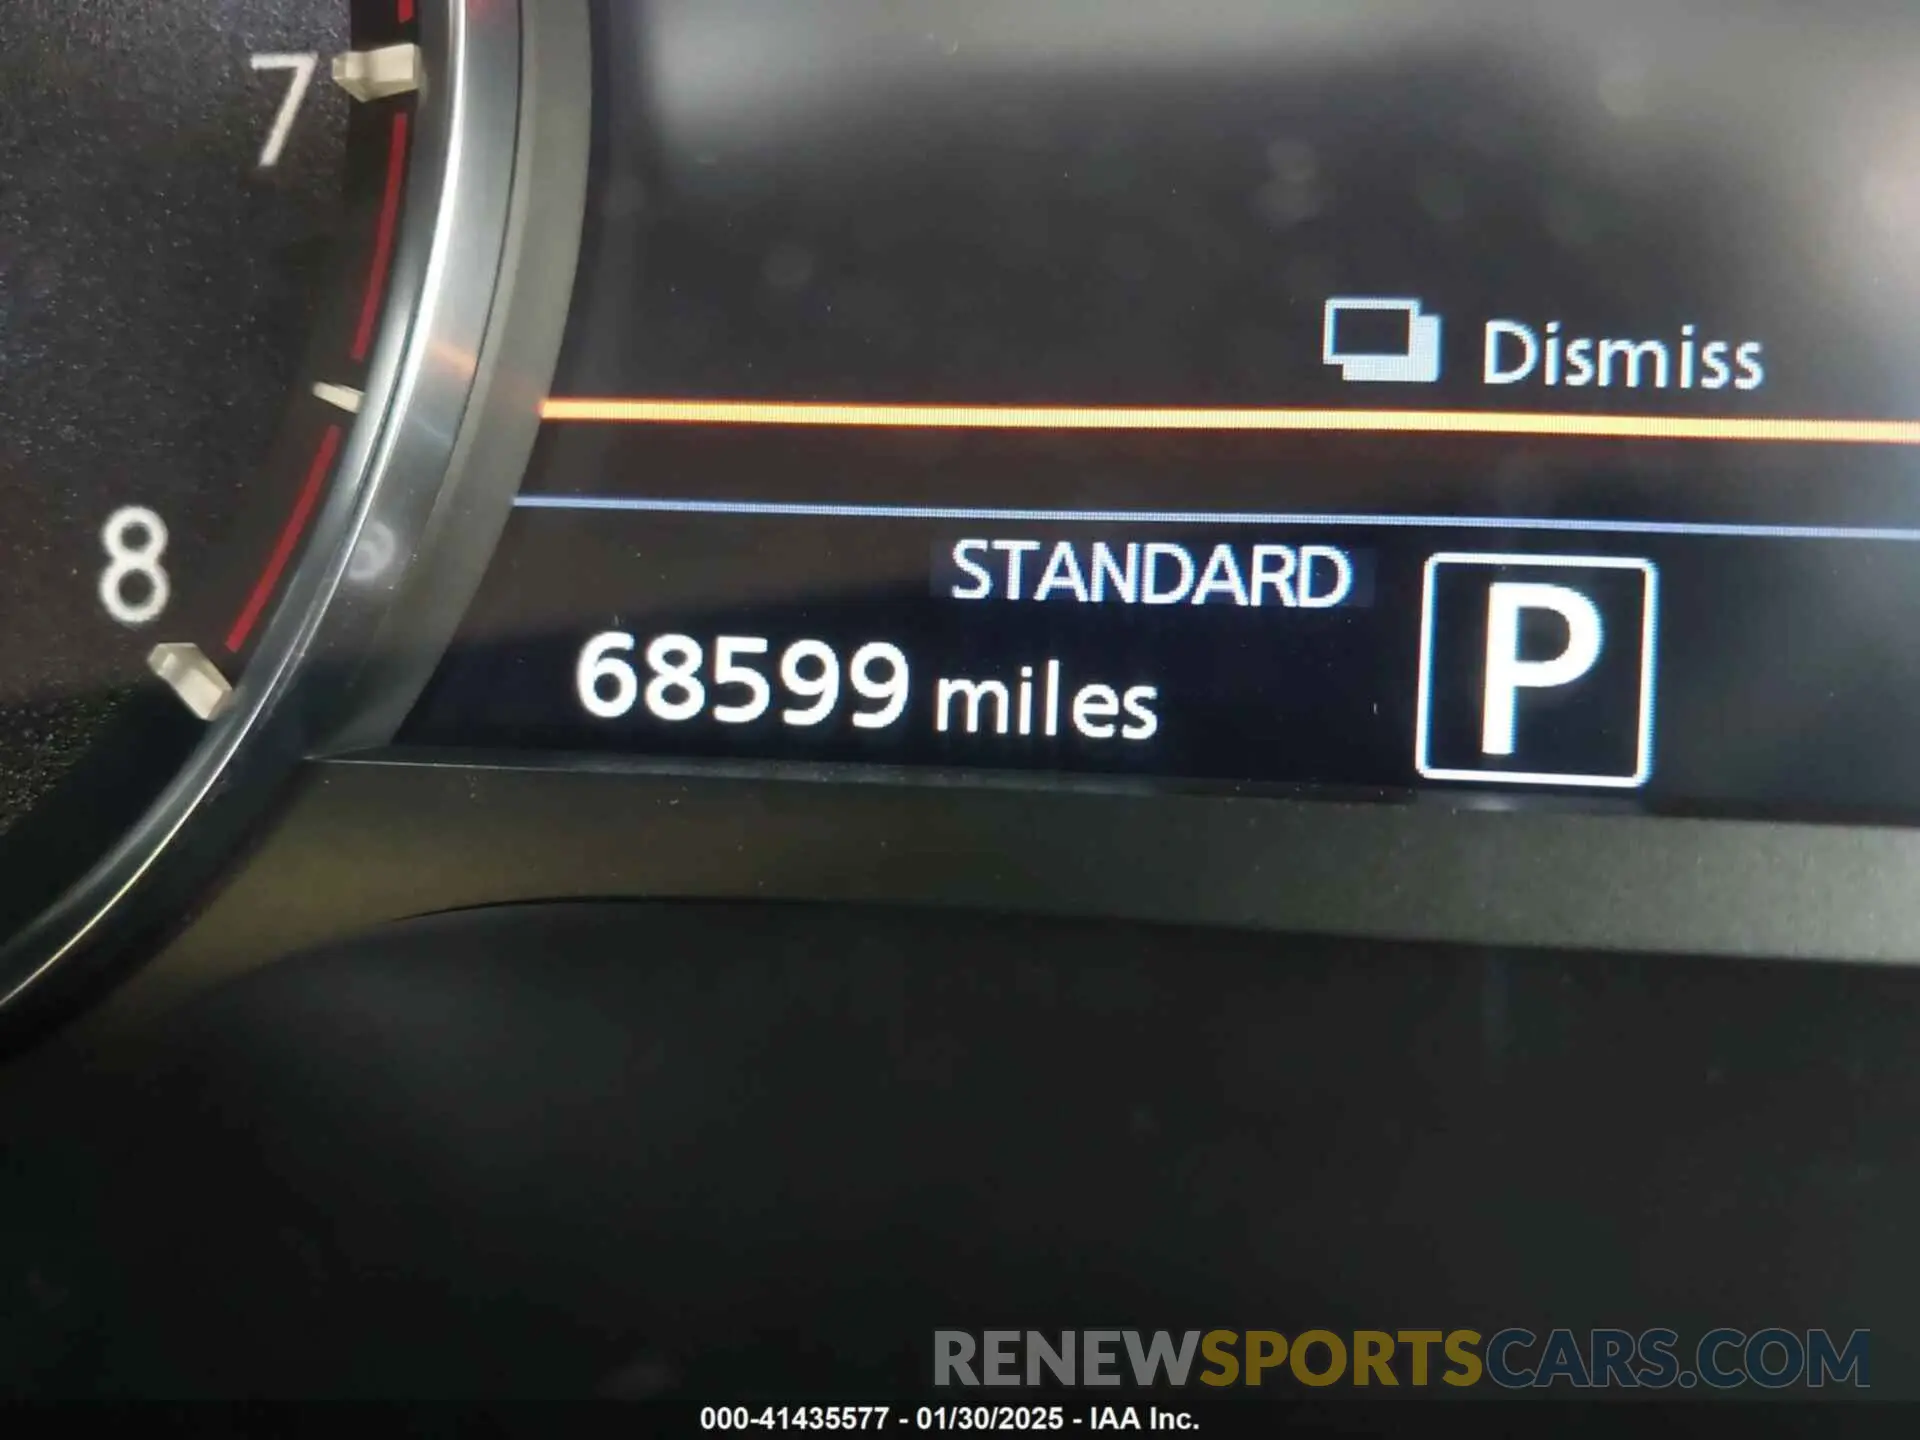 7
Dismiss
8
STANDARD
P
68599 miles
RENEWSPORTSCARS.COM
000-41435577 - 01/30/2025 - IAA Inc.